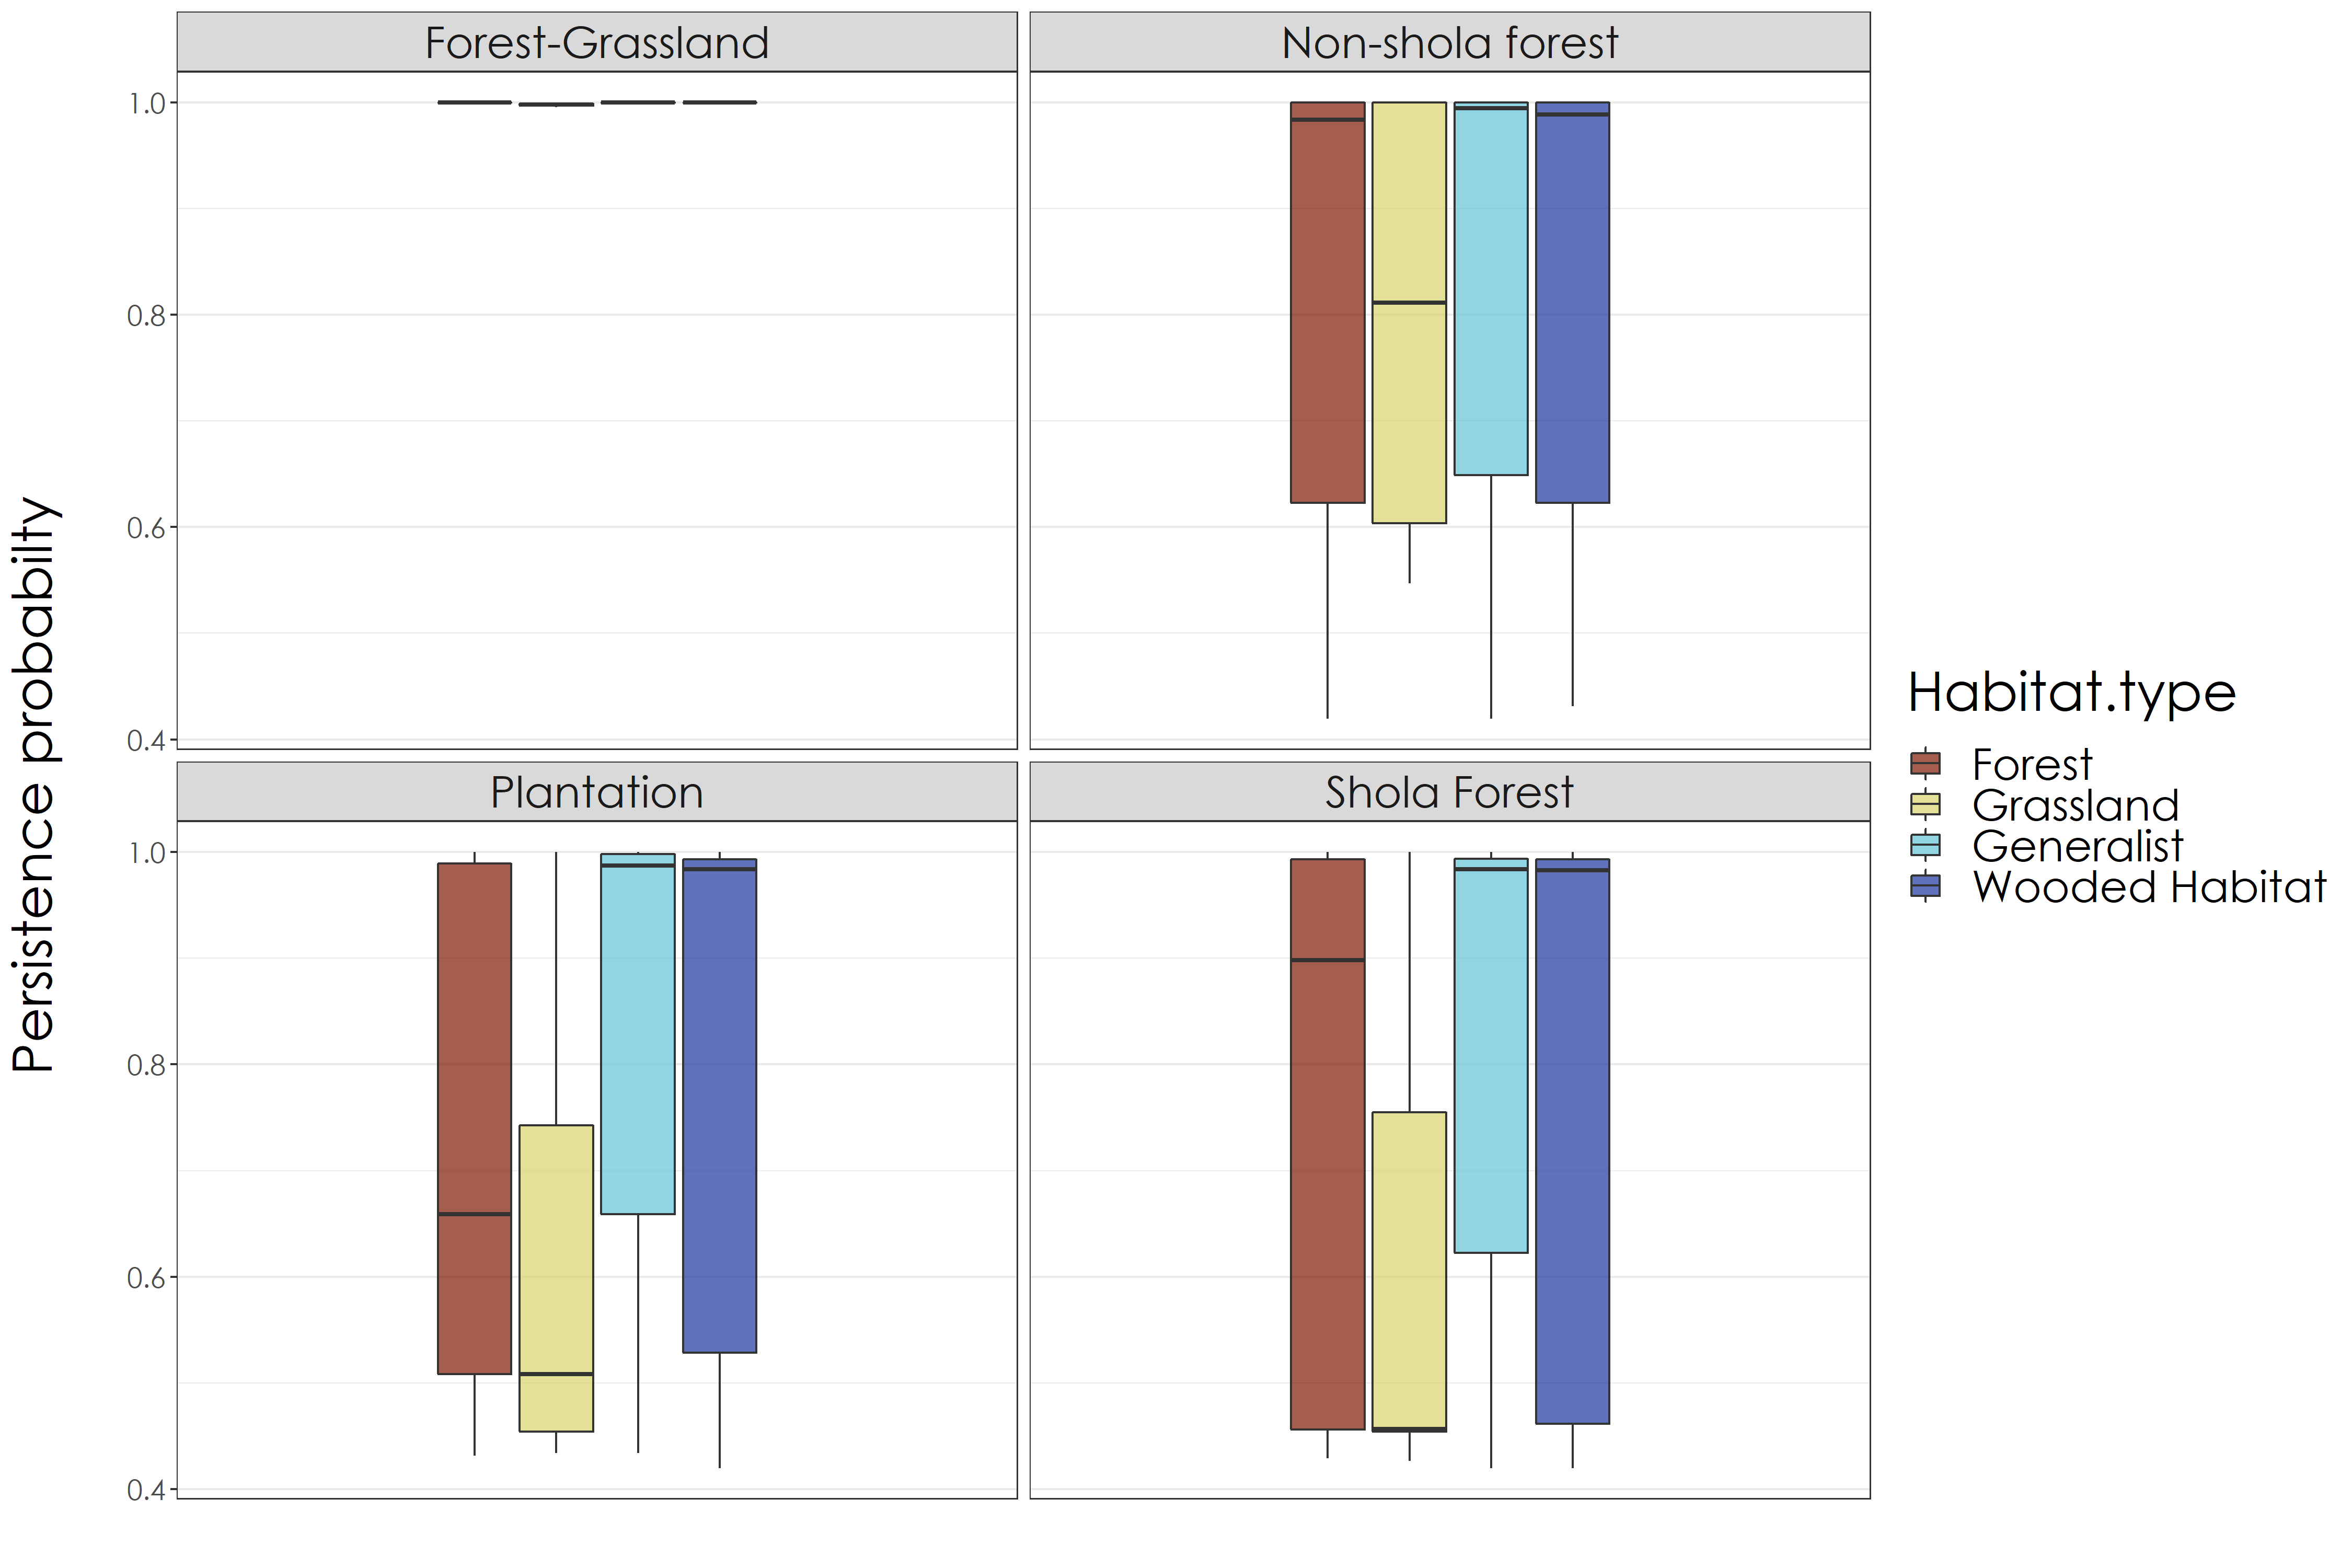 Forest-Grassland
Non-shola forest
1.0
0.8
0.6
0.4
Plantation
Shola Forest
1.0
0.8
0.6
0.4
Persistence probabilty
Habitat.type
Forest
Grassland
Generalist
Wooded Habitat